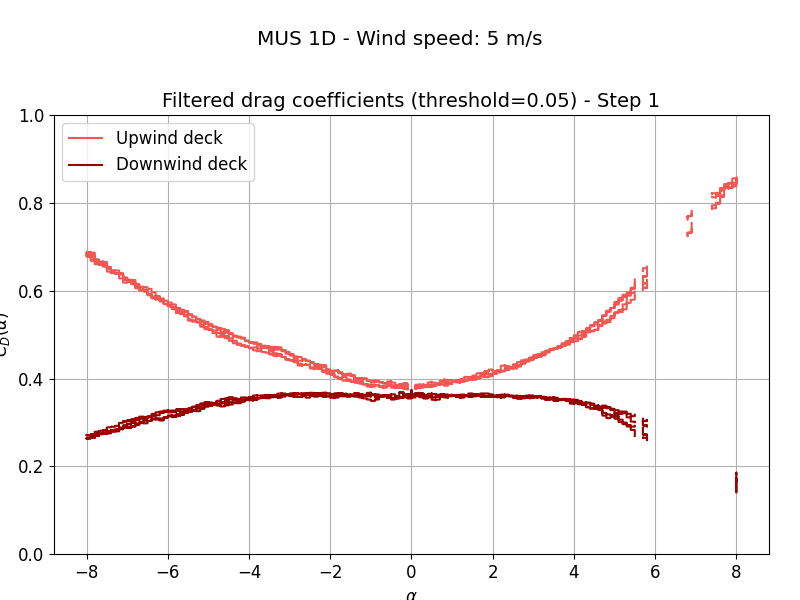 MUS 1D - Wind speed: 5 m/s
Filtered drag coefficients (threshold=0.05) - Step 1
Upwind deck
Downwind deck
1.0
0.8
0.6
0.4
0.2
0.0
C_D(α)
−8 −6 −4 −2 0 2 4 6 8
α